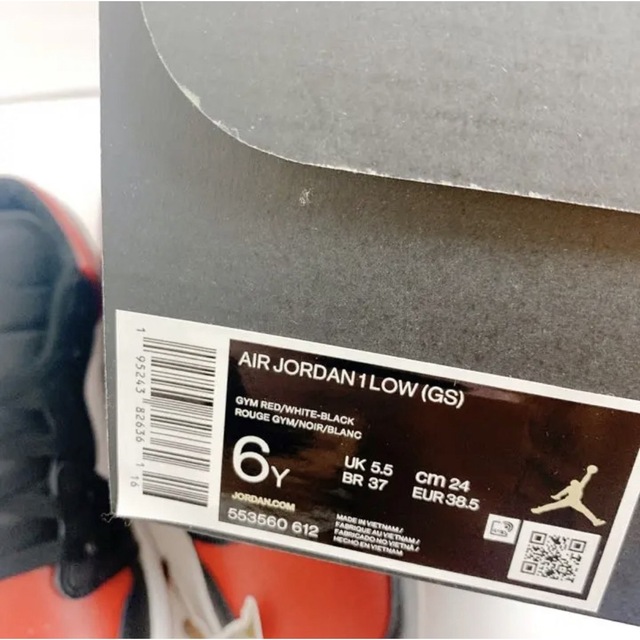 AIR JORDAN 1 LOW (GS)
GYM RED/WHITE-BLACK
ROUGE GYM/NOIR/BLANC
6Y
UK 5.5
BR 37
cm 24
EUR 38.5
JORDAN.COM
553560 612
MADE IN VIETNAM/
FABRIQUE AU VIETNAM/
FABRICADO NO VIETNÃ/
HECHO EN VIETNAM
1 95243 82636 1 16